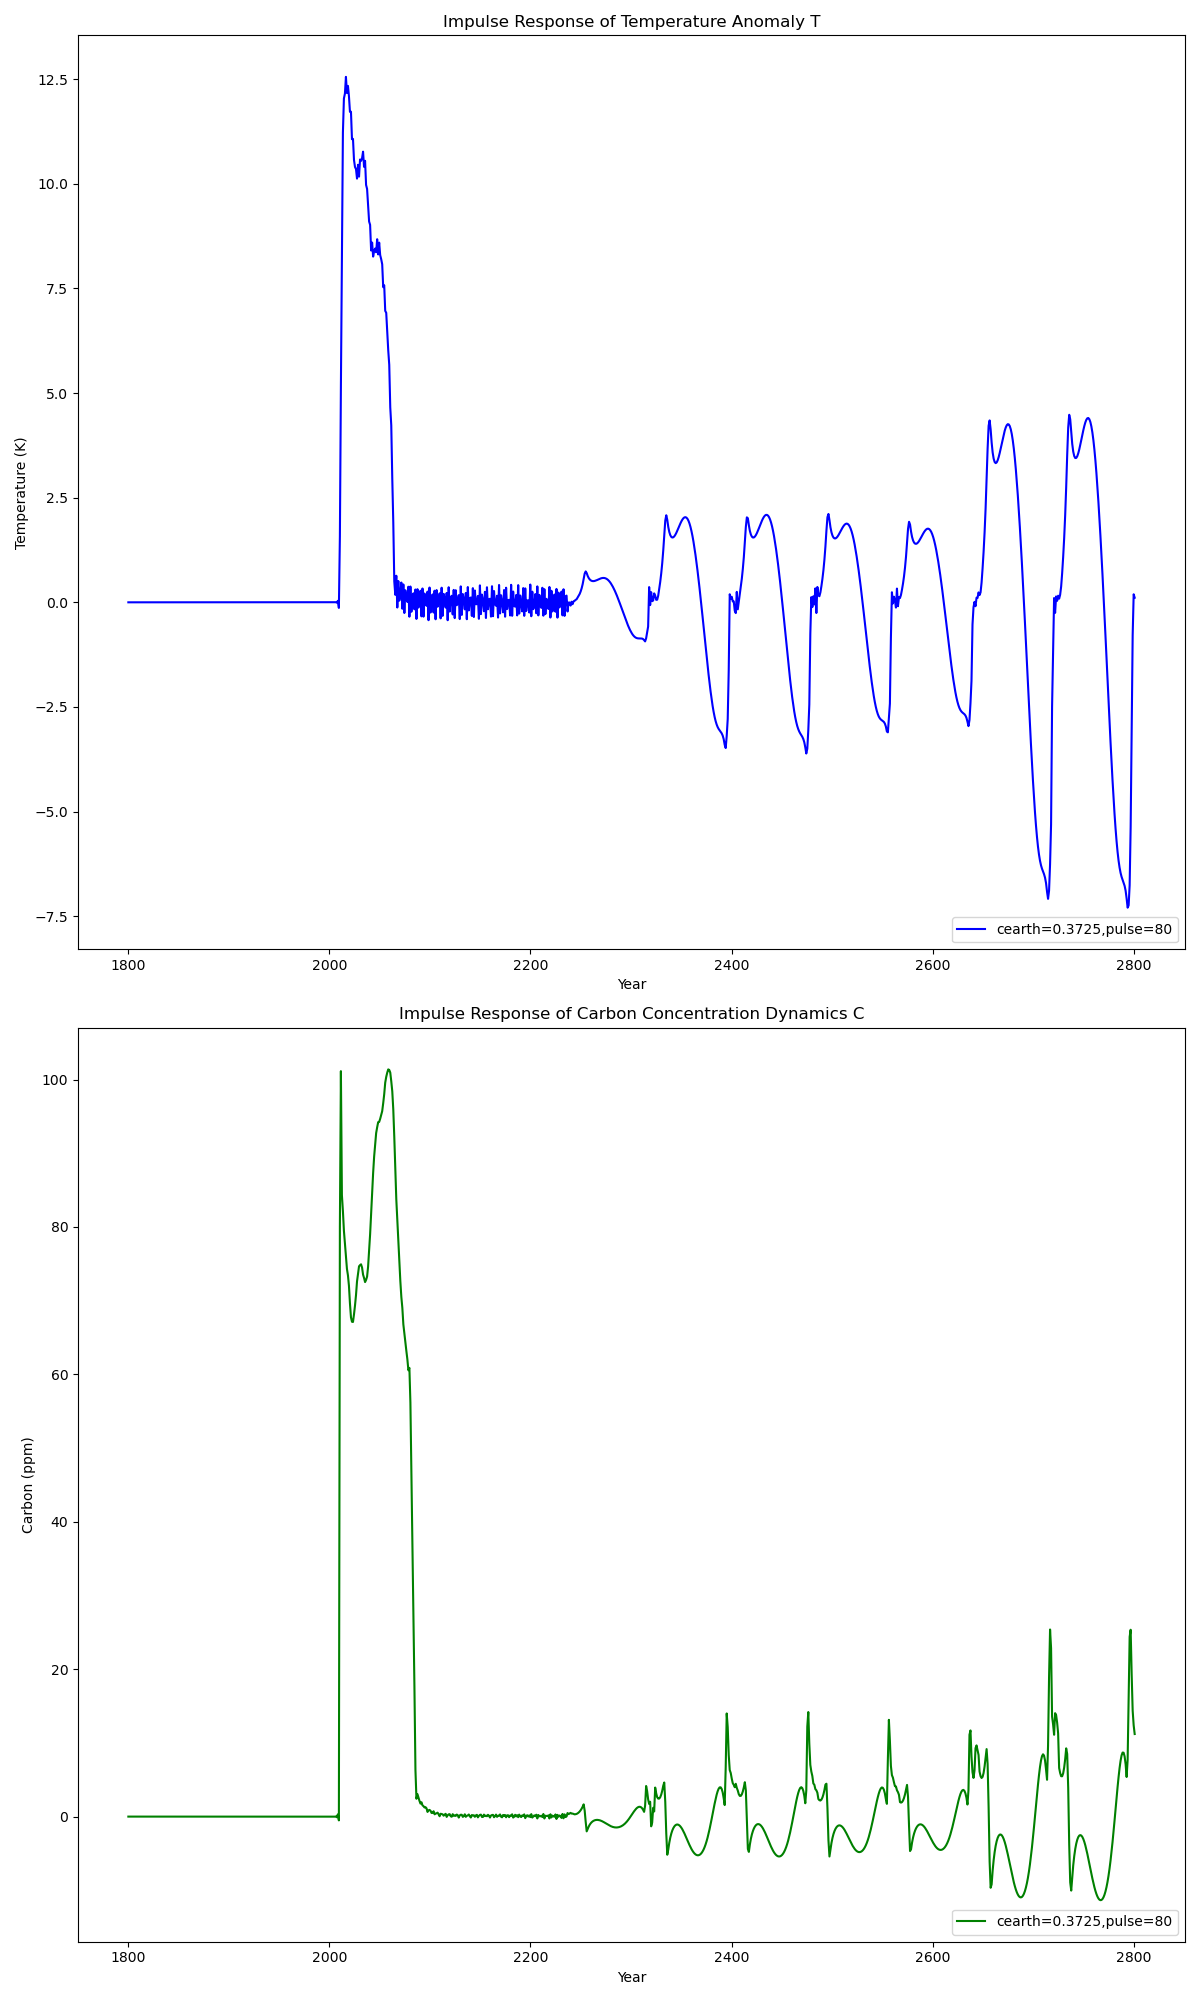 Impulse Response of Temperature Anomaly T
12.5
10.0
7.5
5.0
2.5
0.0
−2.5
−5.0
−7.5
Temperature (K)
cearth=0.3725,pulse=80
1800 2000 2200 2400 2600 2800
Year
Impulse Response of Carbon Concentration Dynamics C
100
80
60
40
20
0
Carbon (ppm)
cearth=0.3725,pulse=80
1800 2000 2200 2400 2600 2800
Year